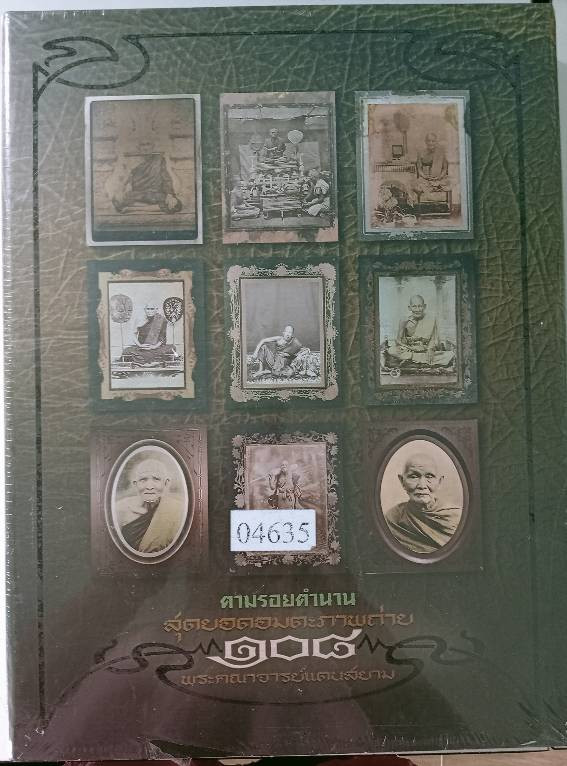 04635
ตามรอยตำนาน
สุดยอดอมตะภาพถ่าย
๑๐๘
พระคณาจารย์แดนสยาม